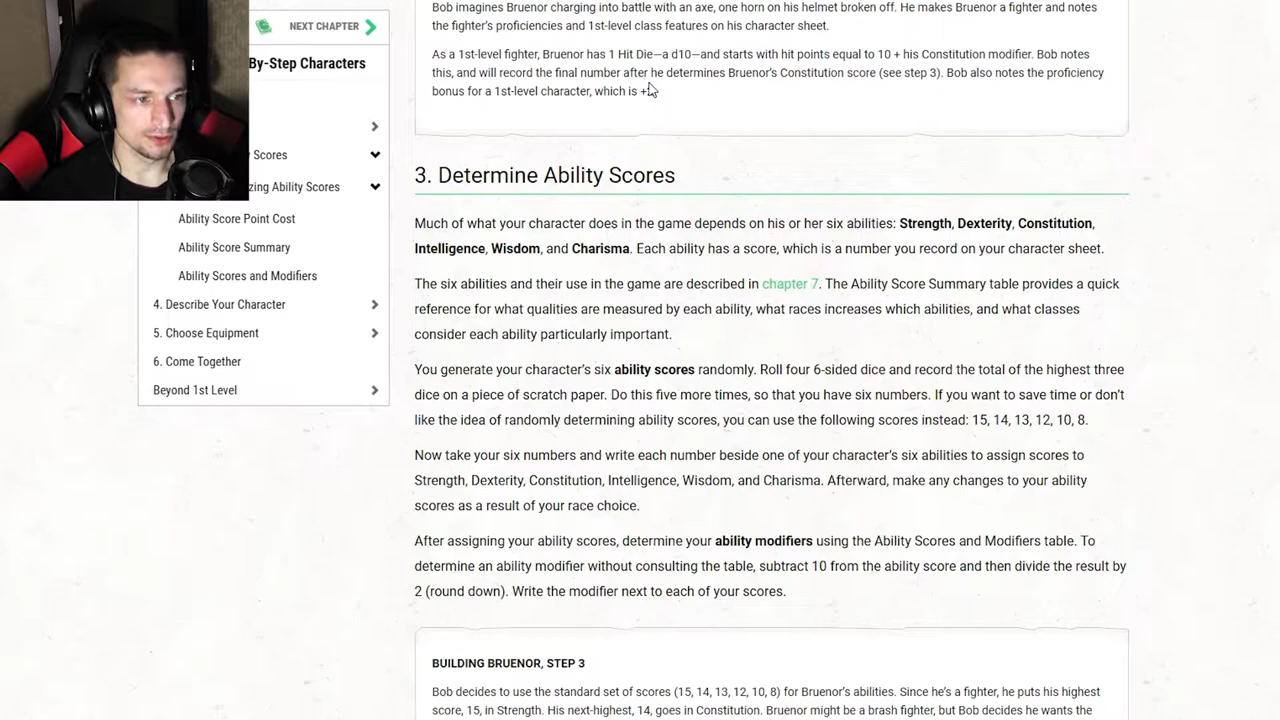 Bob imagines Bruenor charging into battle with an axe, one horn on his helmet broken off. He makes Bruenor a fighter and notes
the fighter's proficiencies and 1st-level class features on his character sheet.
As a 1st-level fighter, Bruenor has 1 Hit Die—a d10—and starts with hit points equal to 10 + his Constitution modifier. Bob notes
this, and will record the final number after he determines Bruenor's Constitution score (see step 3). Bob also notes the proficiency
bonus for a 1st-level character, which is
NEXT CHAPTER
By-Step Characters
Scores
zing Ability Scores
Ability Score Point Cost
Ability Score Summary
Ability Scores and Modifiers
4. Describe Your Character
5. Choose Equipment
6. Come Together
Beyond 1st Level
3. Determine Ability Scores
Much of what your character does in the game depends on his or her six abilities: Strength, Dexterity, Constitution,
Intelligence, Wisdom, and Charisma. Each ability has a score, which is a number you record on your character sheet.
The six abilities and their use in the game are described in chapter 7. The Ability Score Summary table provides a quick
reference for what qualities are measured by each ability, what races increases which abilities, and what classes
consider each ability particularly important.
You generate your character's six ability scores randomly. Roll four 6-sided dice and record the total of the highest three
dice on a piece of scratch paper. Do this five more times, so that you have six numbers. If you want to save time or don't
like the idea of randomly determining ability scores, you can use the following scores instead: 15, 14, 13, 12, 10, 8.
Now take your six numbers and write each number beside one of your character's six abilities to assign scores to
Strength, Dexterity, Constitution, Intelligence, Wisdom, and Charisma. Afterward, make any changes to your ability
scores as a result of your race choice.
After assigning your ability scores, determine your ability modifiers using the Ability Scores and Modifiers table. To
determine an ability modifier without consulting the table, subtract 10 from the ability score and then divide the result by
2 (round down). Write the modifier next to each of your scores.
BUILDING BRUENOR, STEP 3
Bob decides to use the standard set of scores (15, 14, 13, 12, 10, 8) for Bruenor's abilities. Since he's a fighter, he puts his highest
score, 15, in Strength. His next-highest, 14, goes in Constitution. Bruenor might be a brash fighter, but Bob decides he wants the